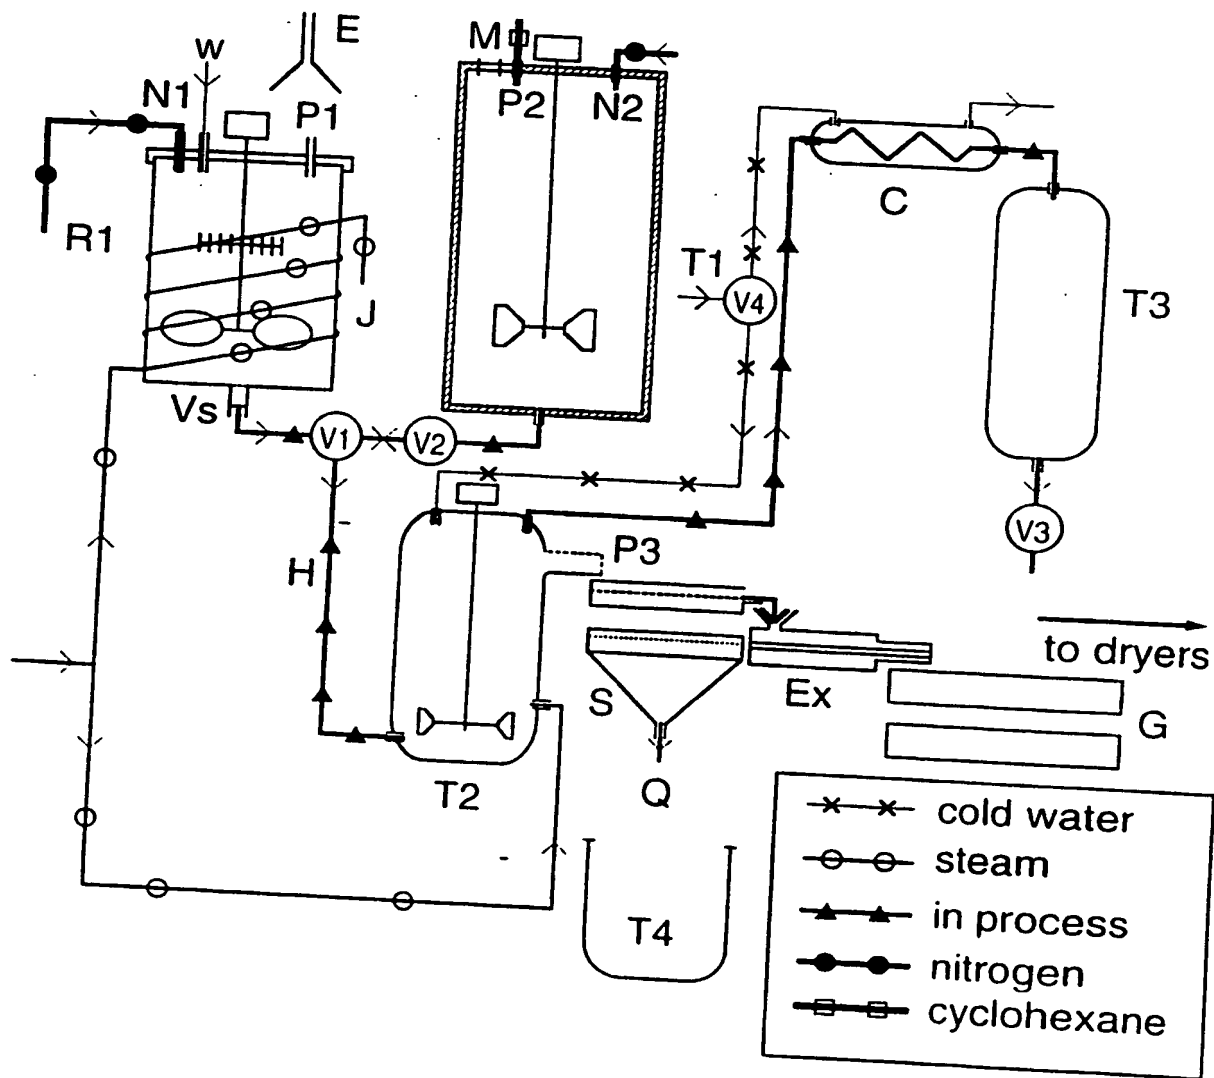 E
M
w
P2
N2
N1
P1
R1
C
T1
V4
T3
J
Vs
V1
V2
V3
P3
H
to dryers
Ex
S
G
T2
Q
T4
cold water
steam
in process
nitrogen
cyclohexane